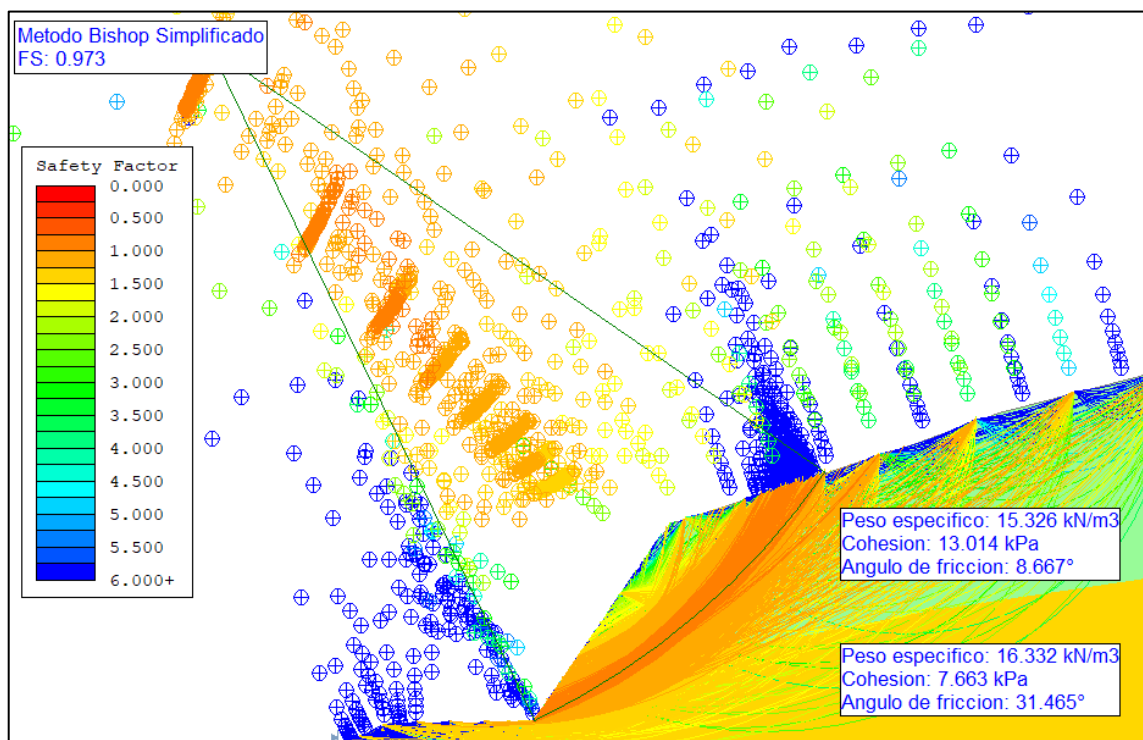 Metodo Bishop Simplificado
FS: 0.973
Safety Factor
0.000
0.500
1.000
1.500
2.000
2.500
3.000
3.500
4.000
4.500
5.000
5.500
6.000+
Peso especifico: 15.326 kN/m3
Cohesion: 13.014 kPa
Angulo de friccion: 8.667°
Peso especifico: 16.332 kN/m3
Cohesion: 7.663 kPa
Angulo de friccion: 31.465°